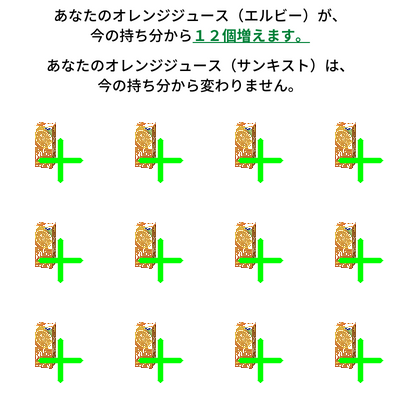 あなたのオレンジジュース（エルビー）が、
今の持ち分から１２個増えます。
あなたのオレンジジュース（サンキスト）は、
今の持ち分から変わりません。